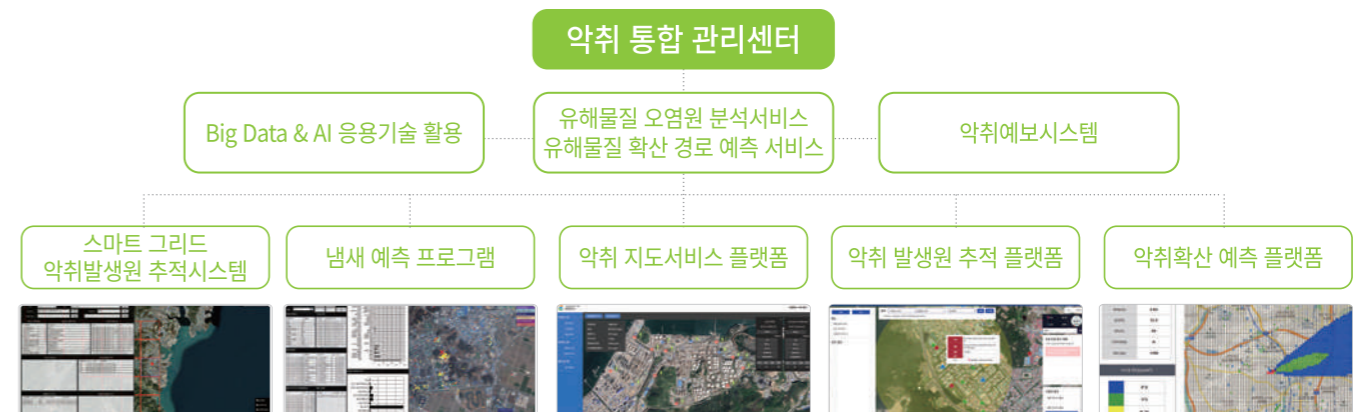 악취 통합 관리센터
Big Data & AI 응용기술 활용
유해물질 오염원 분석서비스
유해물질 확산 경로 예측 서비스
악취예보시스템
스마트 그리드
악취발생원 추적시스템
냄새 예측 프로그램
악취 지도서비스 플랫폼
악취 발생원 추적 플랫폼
악취확산 예측 플랫폼